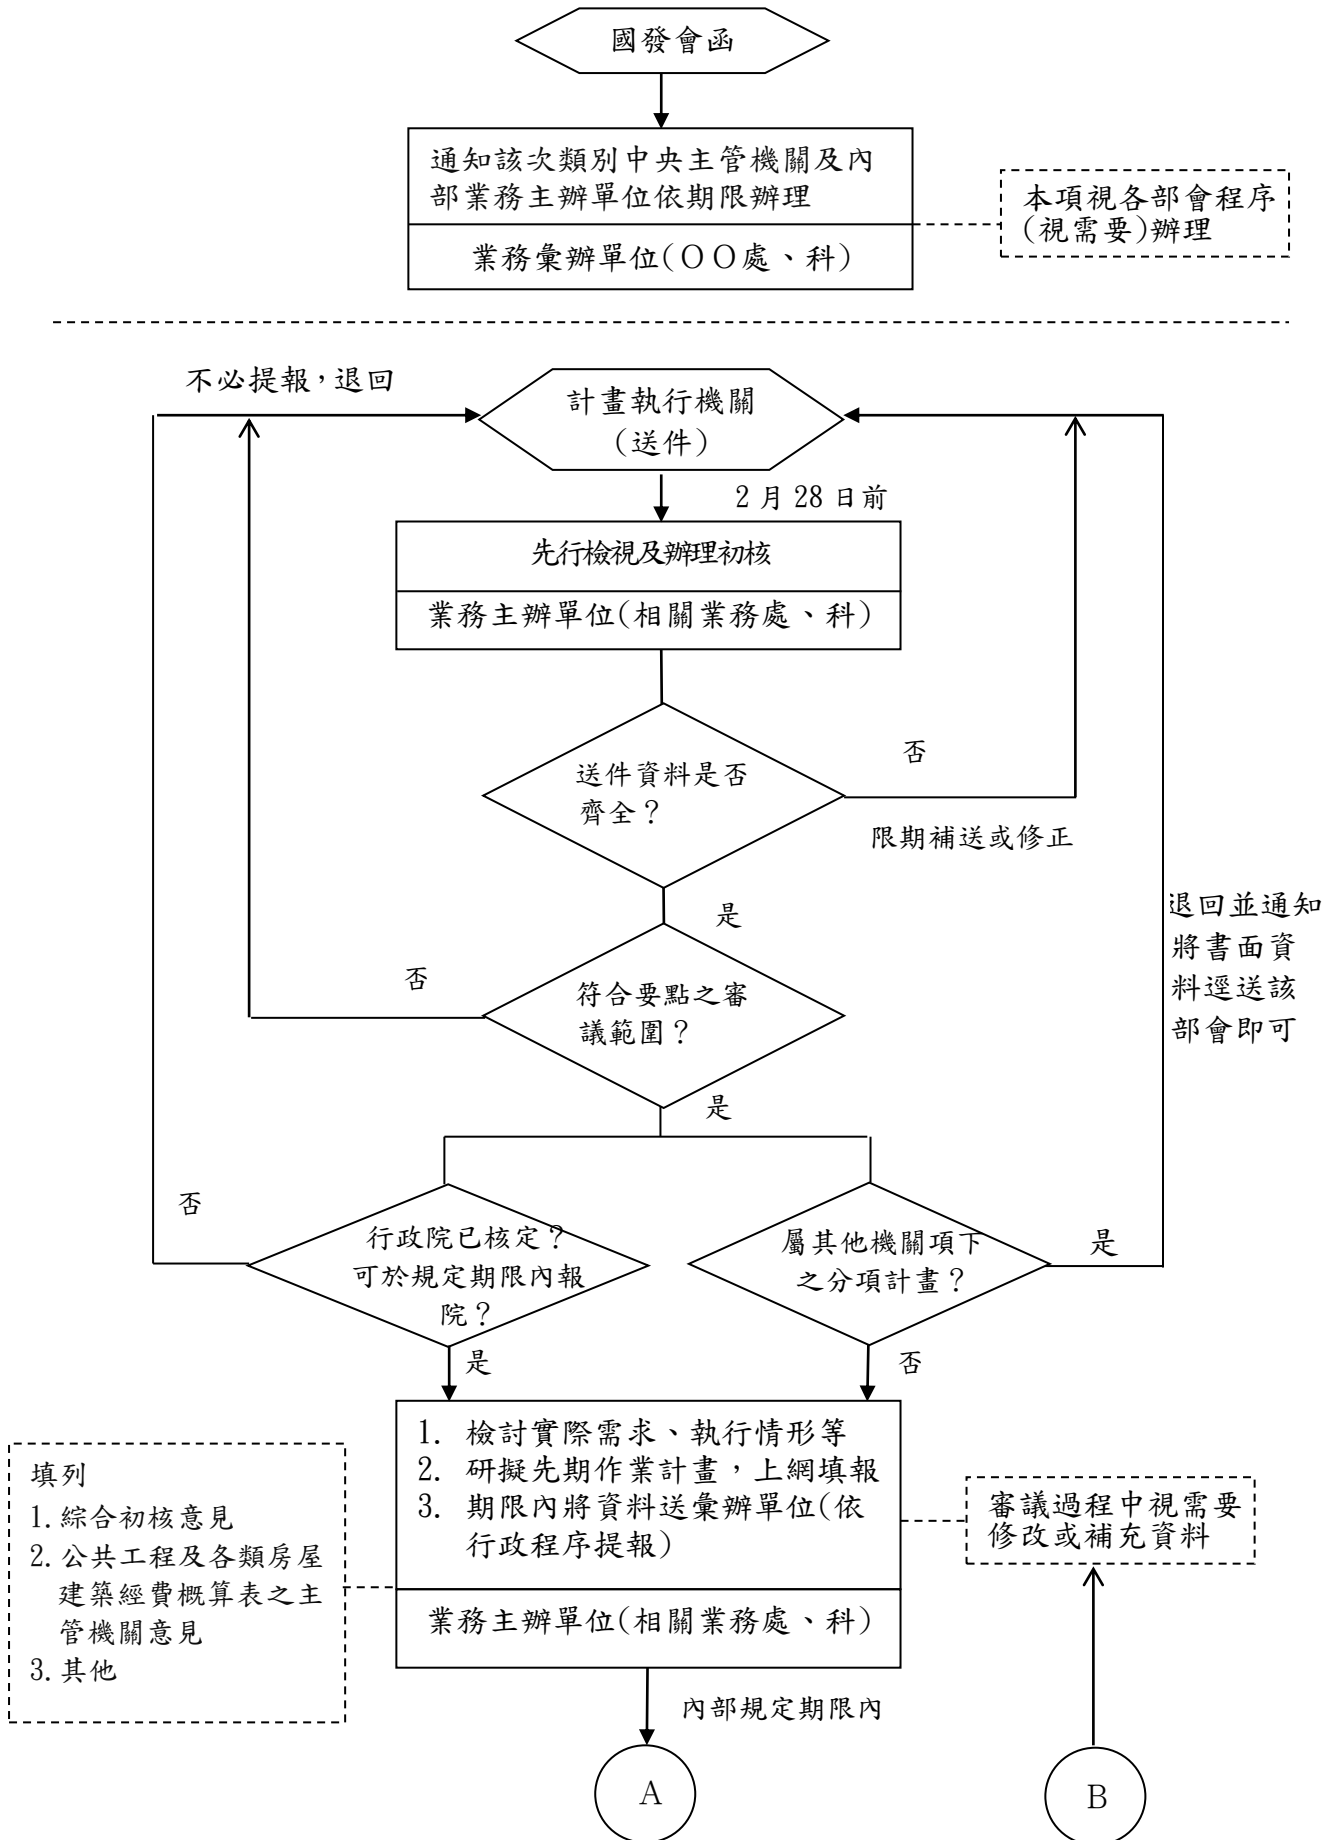 國發會函
通知該次類別中央主管機關及內
部業務主辦單位依期限辦理
業務彙辦單位(ＯＯ處、科)
本項視各部會程序
(視需要)辦理
不必提報，退回
計畫執行機關
(送件)
2 月 28 日前
先行檢視及辦理初核
業務主辦單位(相關業務處、科)
送件資料是否
齊全？
否
限期補送或修正
是
退回並通知
將書面資
料逕送該
部會即可
否
符合要點之審
議範圍？
是
否
行政院已核定？
可於規定期限內報
院？
屬其他機關項下
之分項計畫？
是
是
否
1. 檢討實際需求、執行情形等
2. 研擬先期作業計畫，上網填報
3. 期限內將資料送彙辦單位(依
行政程序提報)
業務主辦單位(相關業務處、科)
填列
1.綜合初核意見
2.公共工程及各類房屋
建築經費概算表之主
管機關意見
3.其他
審議過程中視需要
修改或補充資料
內部規定期限內
A
B